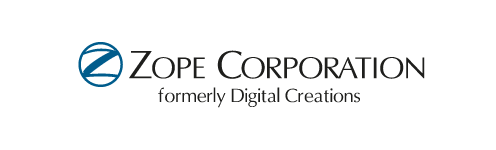 ZOPE CORPORATION
formerly Digital Creations